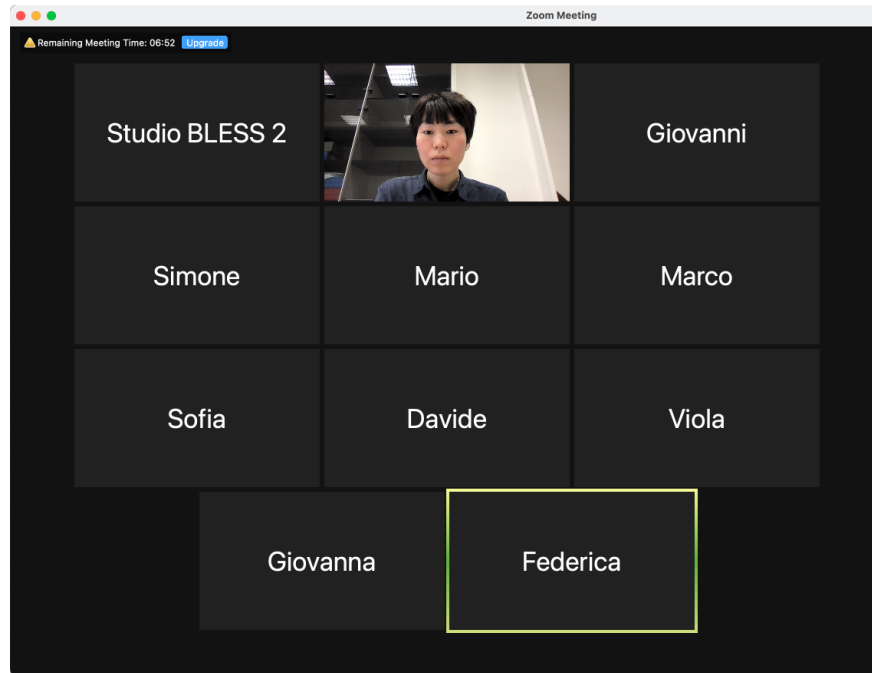 Zoom Meeting
Remaining Meeting Time: 06:52 Upgrade
Studio BLESS 2
Giovanni
Simone
Mario
Marco
Sofia
Davide
Viola
Giovanna
Federica